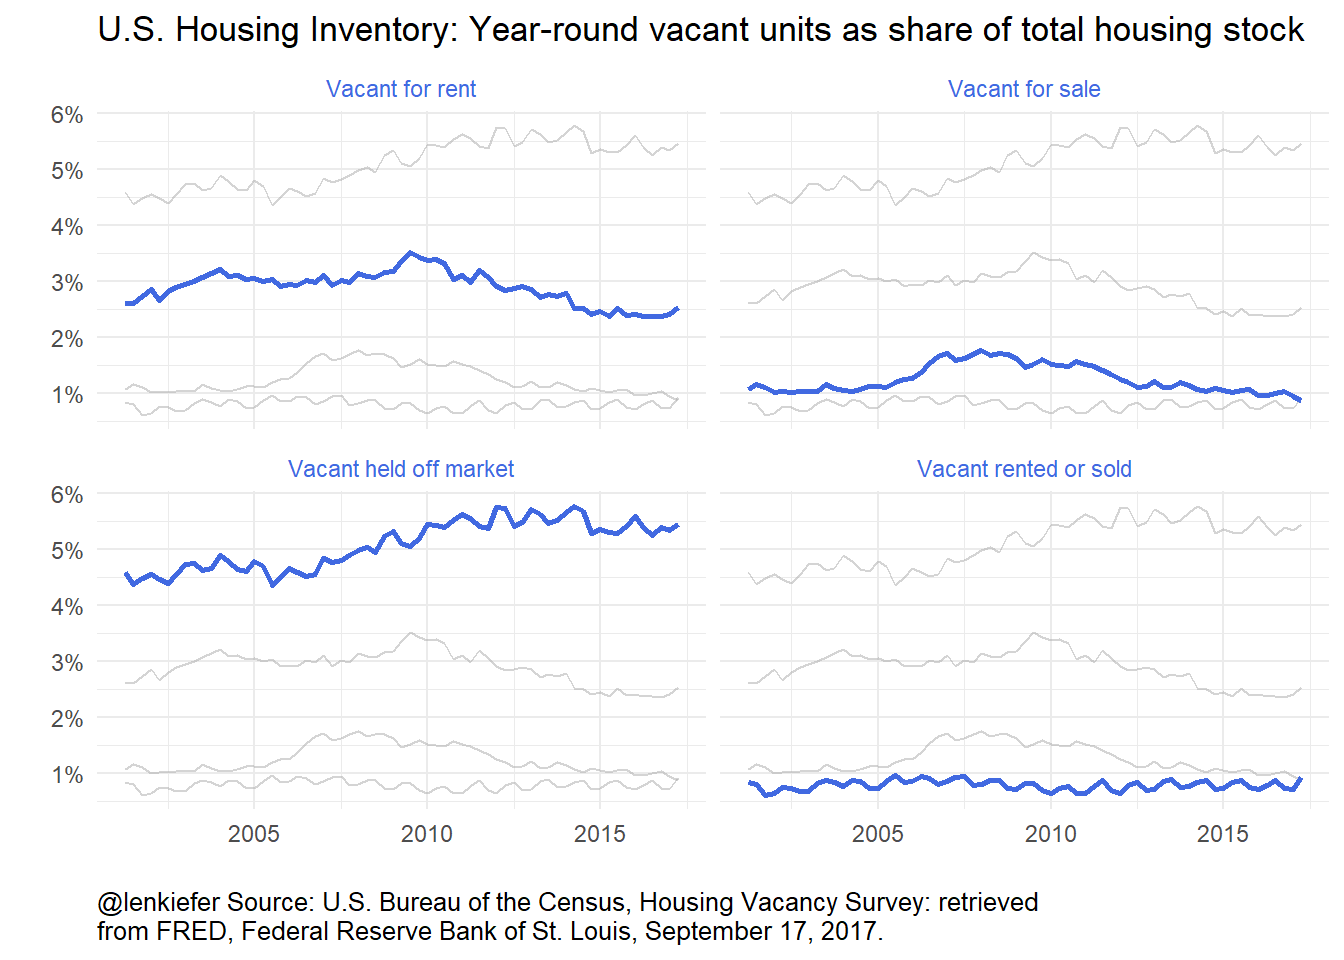 U.S. Housing Inventory: Year-round vacant units as share of total housing stock
Vacant for rent
Vacant for sale
6%
5%
4%
3%
2%
1%
Vacant held off market
Vacant rented or sold
6%
5%
4%
3%
2%
1%
2005
2010
2015
2005
2010
2015
@lenkiefer Source: U.S. Bureau of the Census, Housing Vacancy Survey: retrieved
from FRED, Federal Reserve Bank of St. Louis, September 17, 2017.